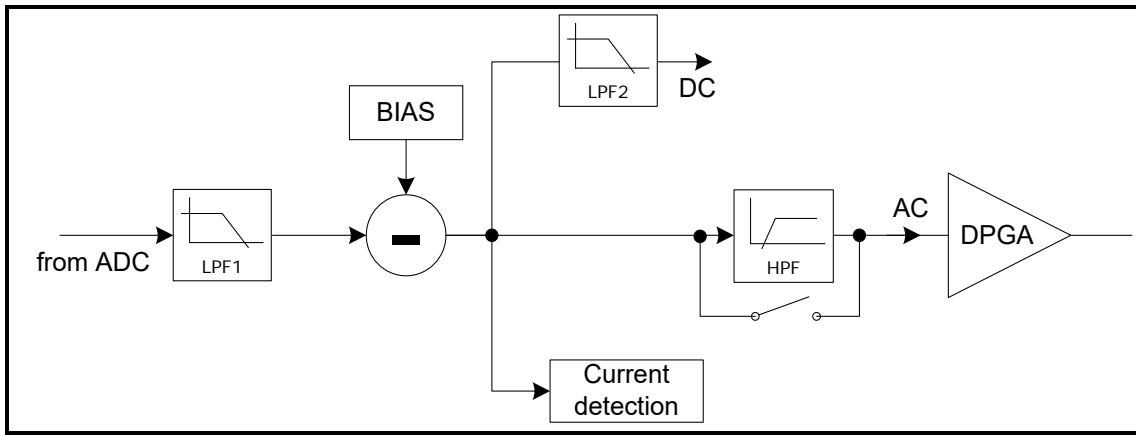 LPF2
DC
BIAS
from ADC
LPF1
HPF
AC
DPGA
Current
detection